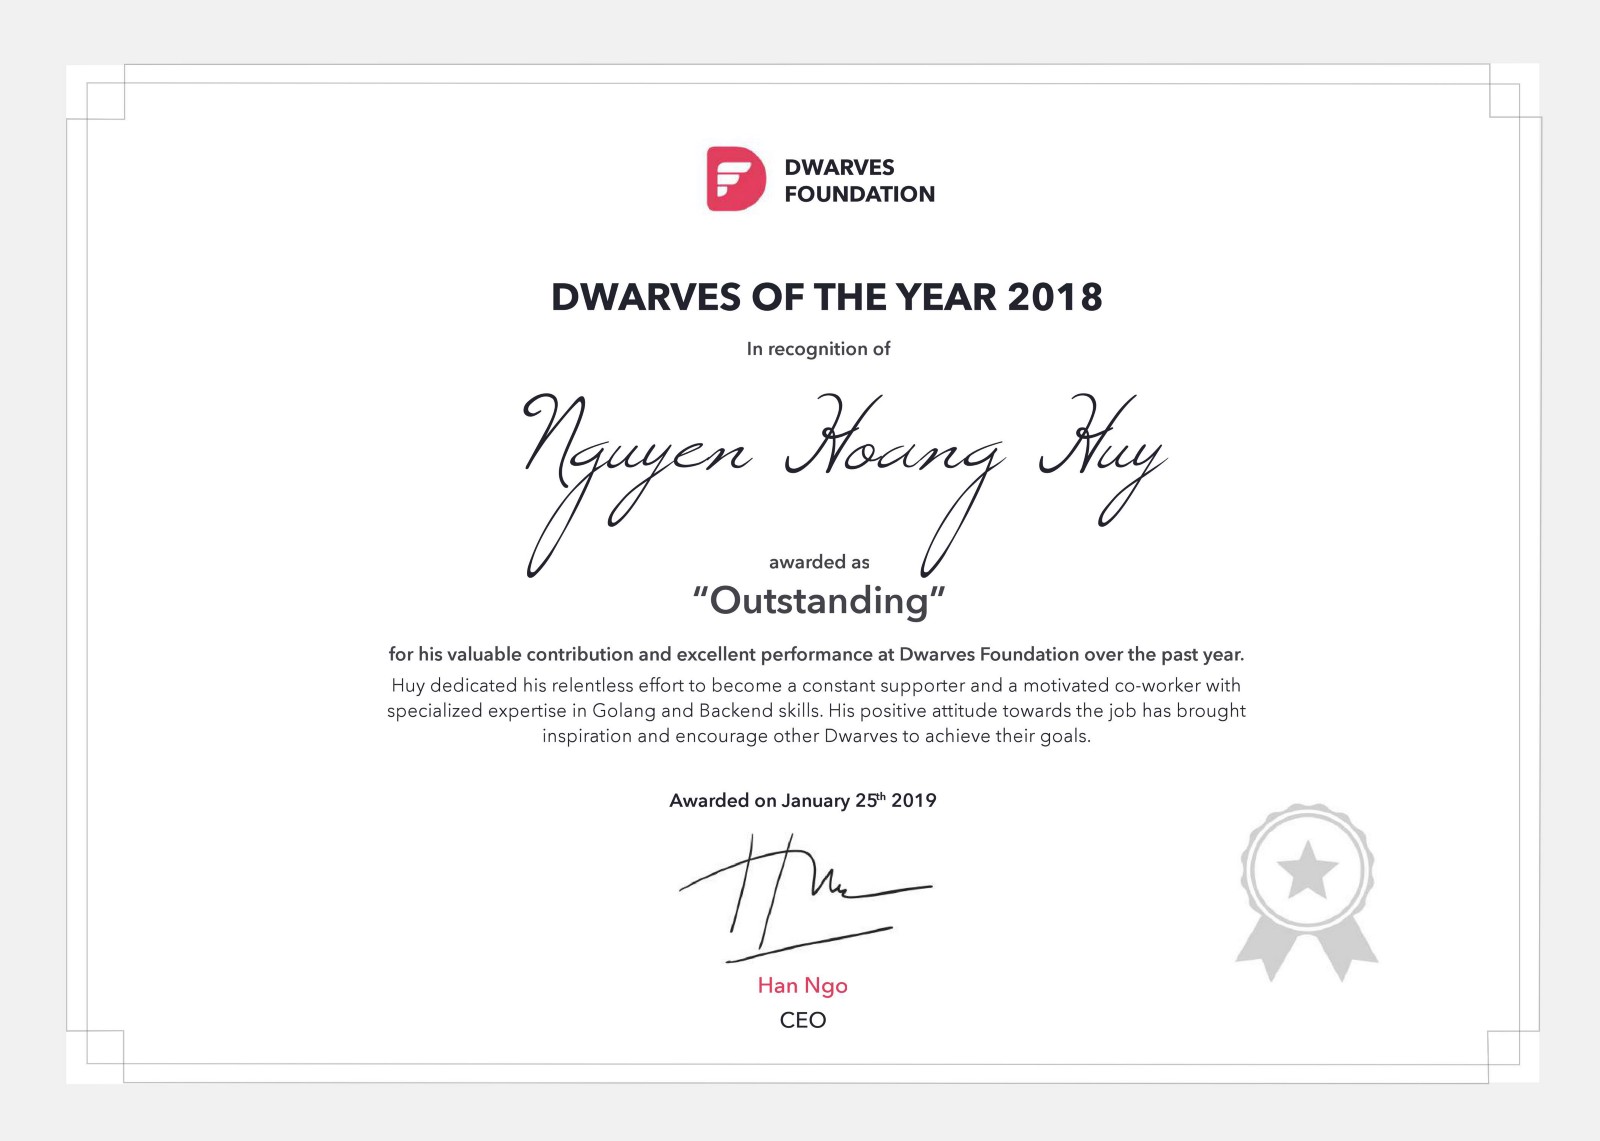 DWARVES
FOUNDATION
DWARVES OF THE YEAR 2018
In recognition of
Nguyen Hoang Huy
awarded as
“Outstanding”
for his valuable contribution and excellent performance at Dwarves Foundation over the past year.
Huy dedicated his relentless effort to become a constant supporter and a motivated co-worker with
specialized expertise in Golang and Backend skills. His positive attitude towards the job has brought
inspiration and encourage other Dwarves to achieve their goals.
Awarded on January 25th 2019
Han Ngo
CEO